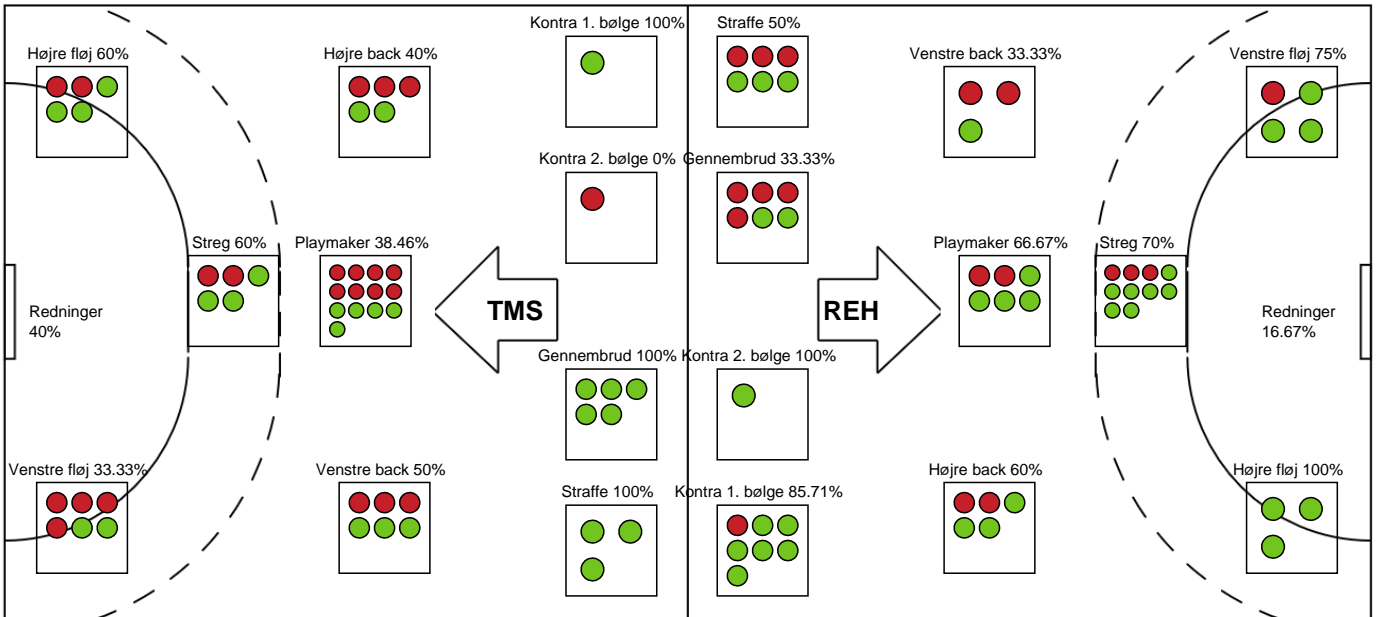 Kontra 1. bølge 100%
Straffe 50%
Højre fløj 60%
Højre back 40%
Venstre back 33.33%
Venstre fløj 75%
Kontra 2. bølge 0%
Gennembrud 33.33%
Streg 60%
Playmaker 38.46%
Playmaker 66.67%
Streg 70%
Redninger
40%
TMS
REH
Redninger
16.67%
Gennembrud 100%
Kontra 2. bølge 100%
Venstre fløj 33.33%
Venstre back 50%
Straffe 100%
Kontra 1. bølge 85.71%
Højre back 60%
Højre fløj 100%